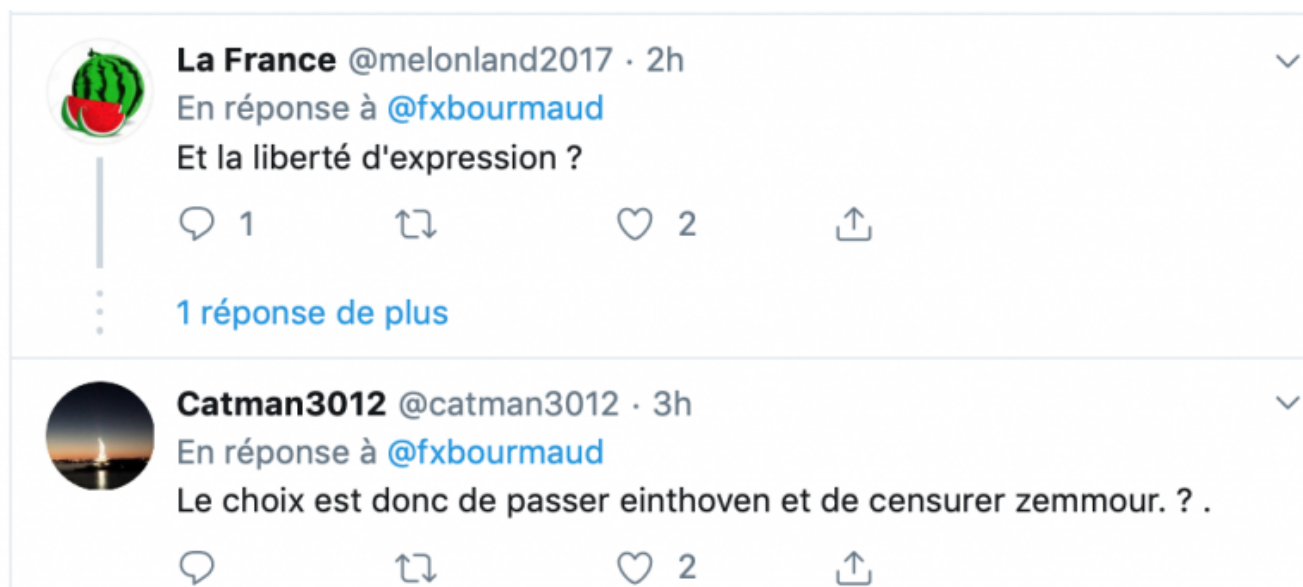 La France @melonland2017 · 2h
En réponse à @fxbourmaud
Et la liberté d'expression ?
1 2
1 réponse de plus
Catman3012 @catman3012 · 3h
En réponse à @fxbourmaud
Le choix est donc de passer einthoven et de censurer zemmour. ? .
2